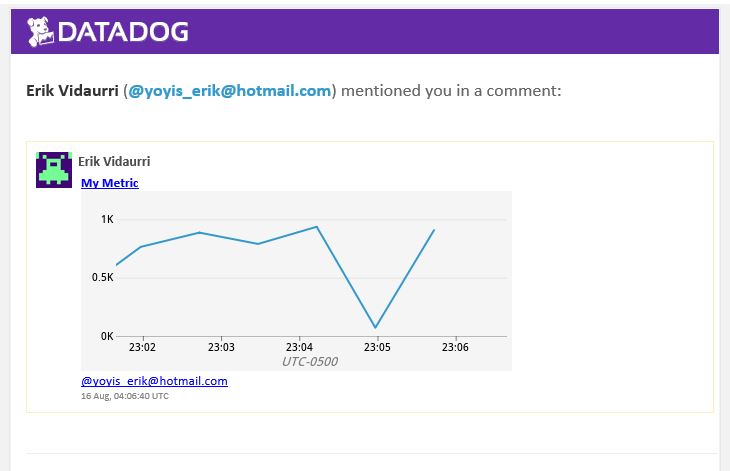 DATADOG
Erik Vidaurri (@yoyis_erik@hotmail.com) mentioned you in a comment:
Erik Vidaurri
My Metric
1K
0.5K
0K
23:02 23:03 23:04 23:05 23:06
UTC-0500
@yoyis_erik@hotmail.com
16 Aug, 04:06:40 UTC